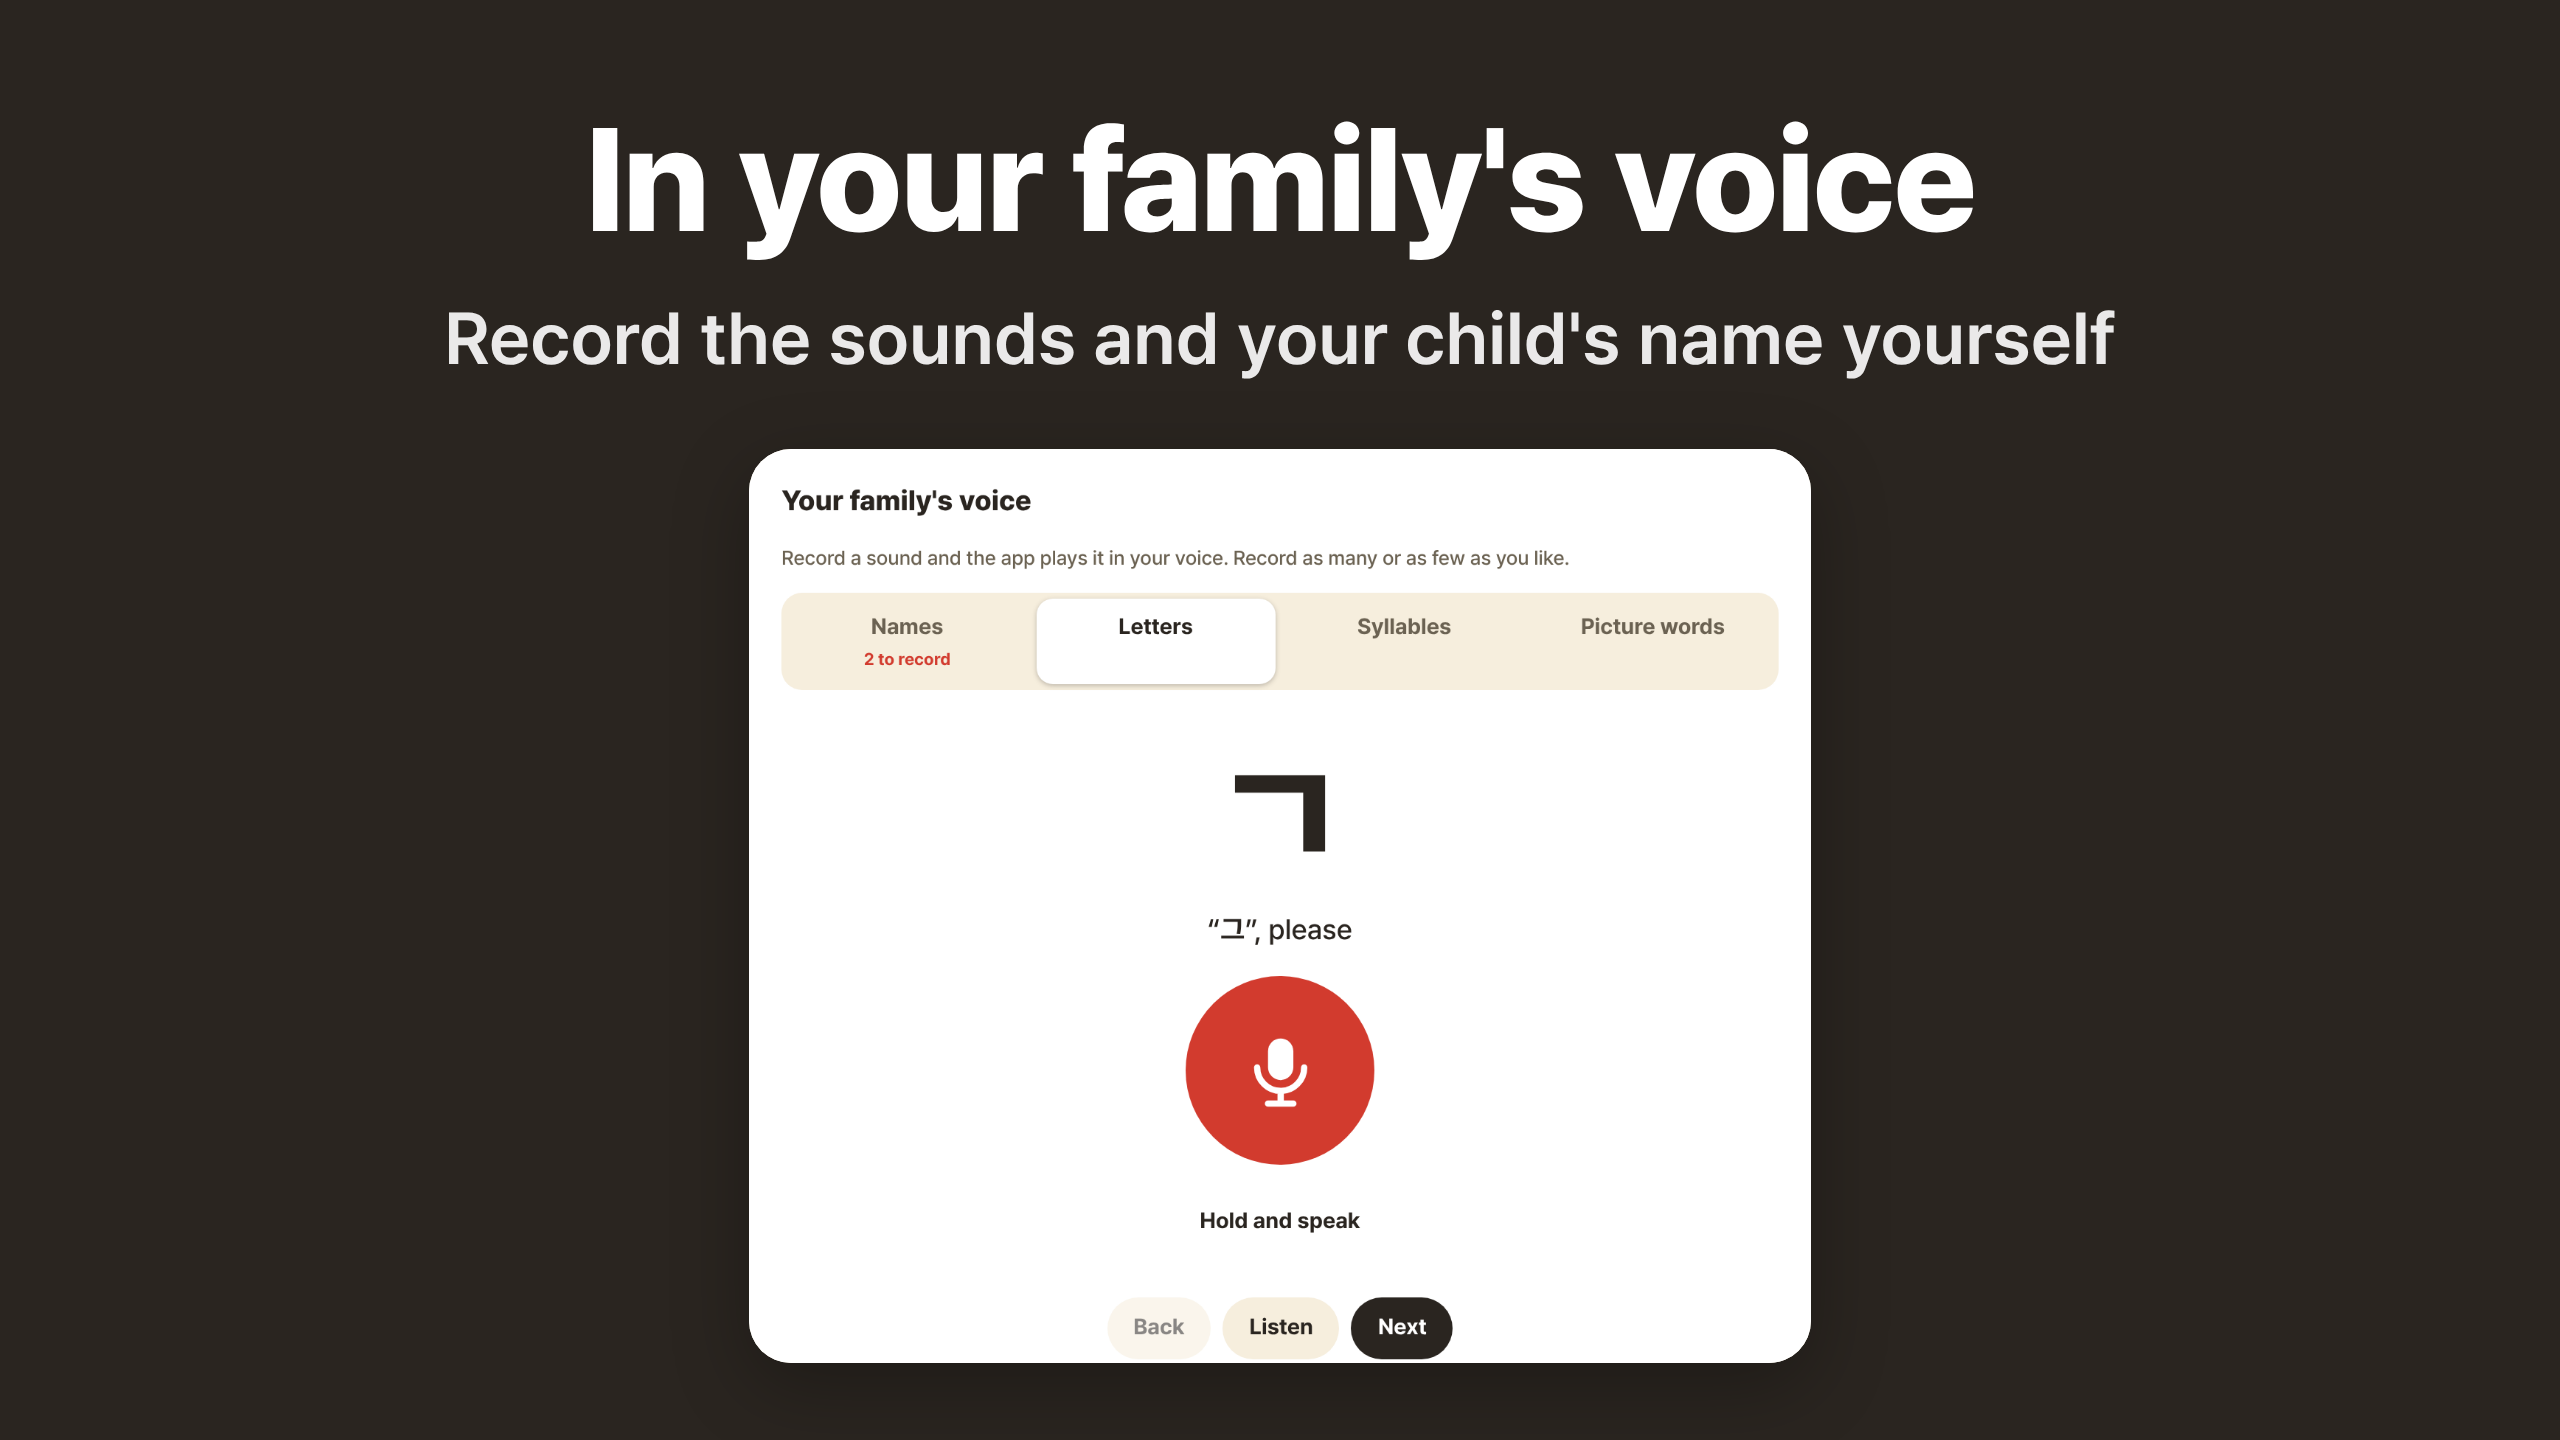 In your family's voice
Record the sounds and your child's name yourself
Your family's voice
Record a sound and the app plays it in your voice. Record as many or as few as you like.
Names
2 to record
Letters
Syllables
Picture words
ㄱ
“그”, please
Hold and speak
Back
Listen
Next